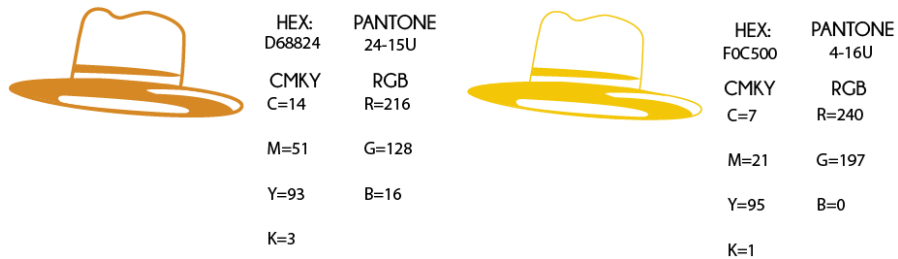 HEX: PANTONE
D68824 24-15U
CMKY RGB
C=14 R=216
M=51 G=128
Y=93 B=16
K=3
HEX: PANTONE
F0C500 4-16U
CMKY RGB
C=7 R=240
M=21 G=197
Y=95 B=0
K=1